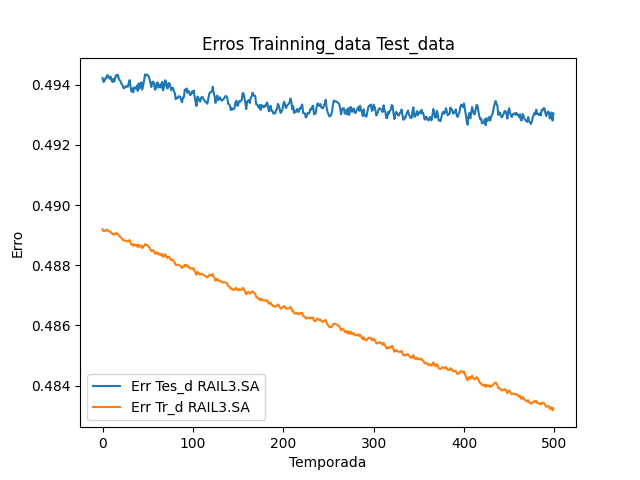 Erros Trainning_data Test_data
0.494
0.492
0.490
0.488
0.486
0.484
Erro
Err Tes_d RAIL3.SA
Err Tr_d RAIL3.SA
0 100 200 300 400 500
Temporada